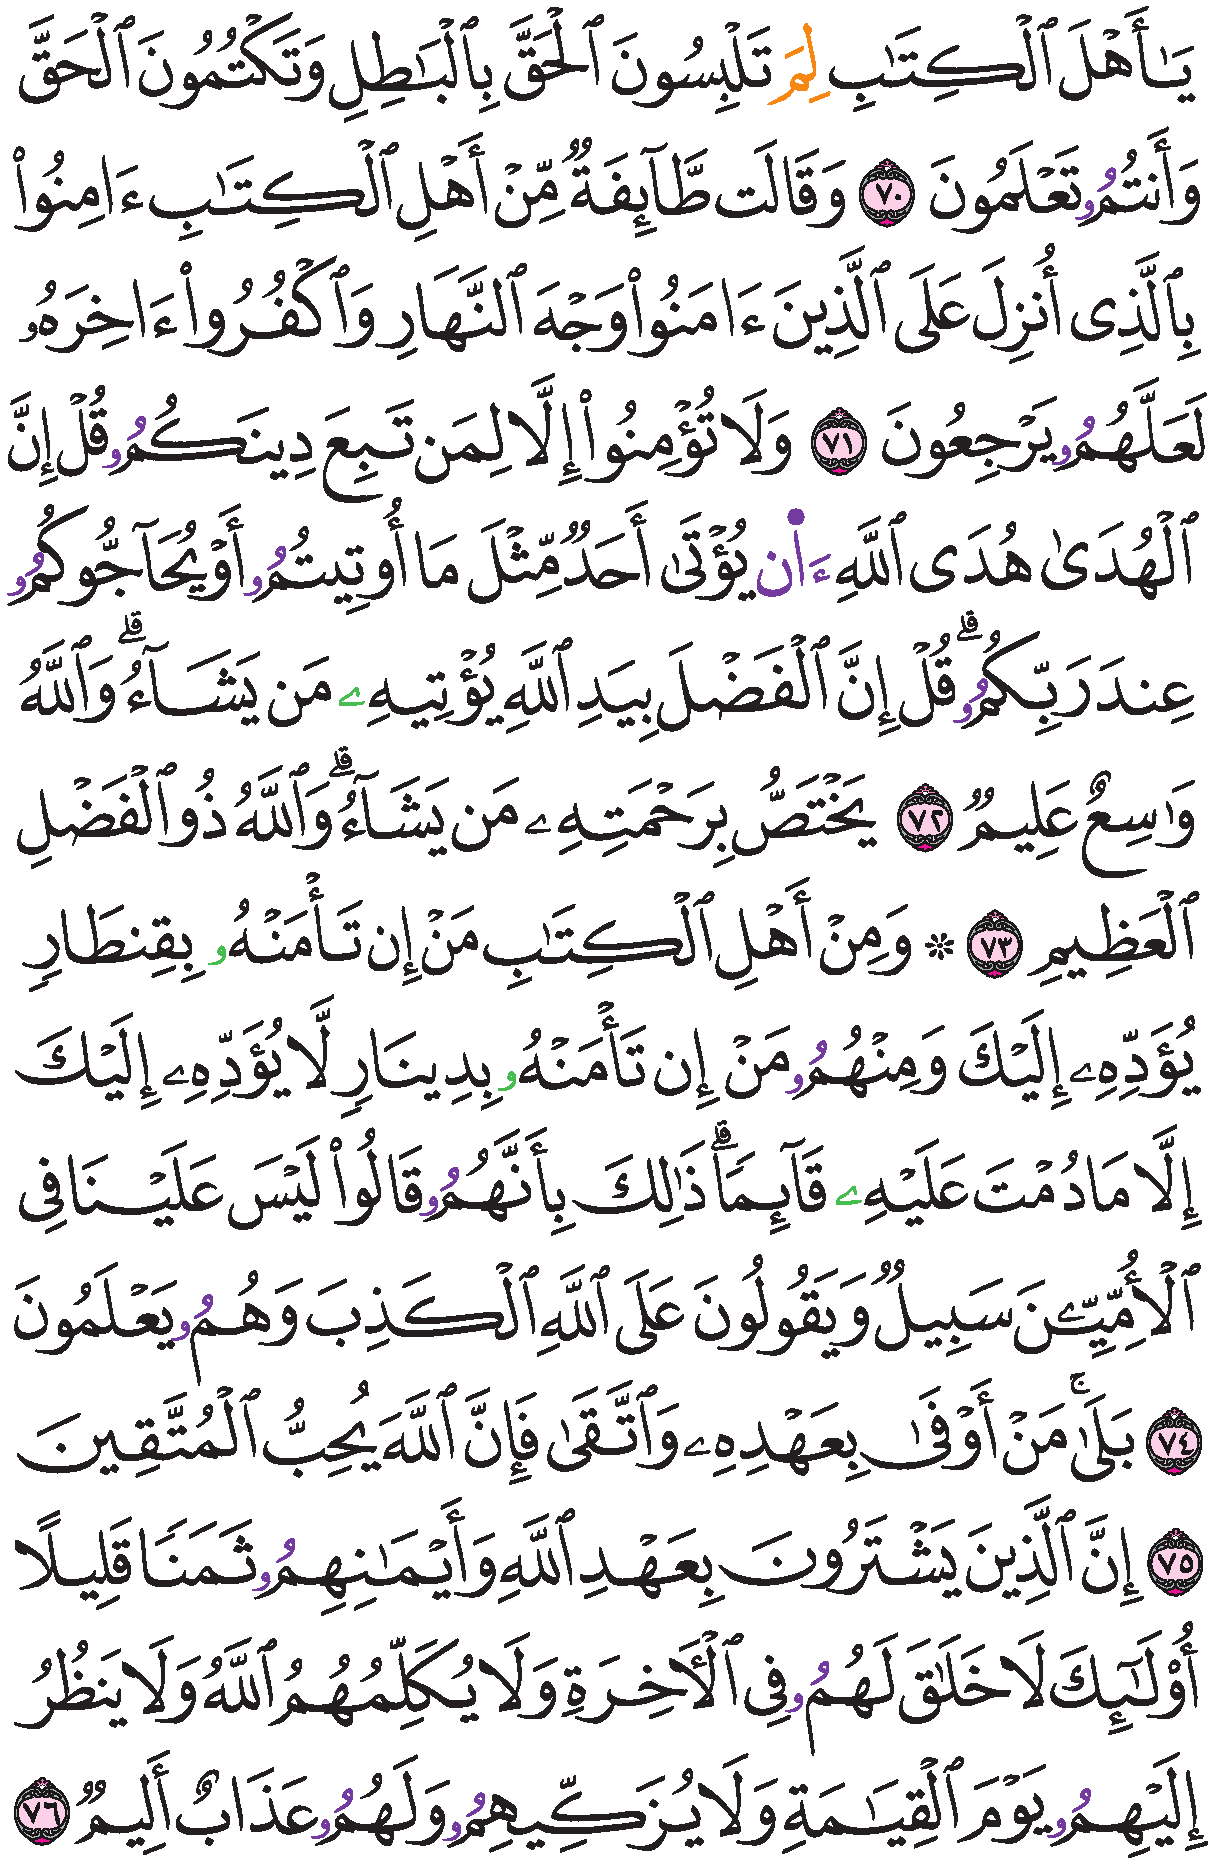 يَٰٓأَهْلَ ٱلْكِتَٰبِ لِمَ تَلْبِسُونَ ٱلْحَقَّ بِالْبَٰطِلِ وَتَكْتُمُونَ ٱلْحَقَّ
وَأَنتُمُۥ تَعْلَمُونَ ٧٠ وَقَالَت طَّآئِفَةٌ مِّنْ أَهْلِ ٱلْكِتَٰبِ ءَامِنُوا۟
بِالَّذِى أُنزِلَ عَلَى ٱلَّذِينَ ءَامَنُوا۟ وَجْهَ ٱلنَّهَارِ وَٱكْفُرُوا۟ ءَاخِرَهُۥ
لَعَلَّهُمُۥ يَرْجِعُونَ ٧١ وَلَا تُؤْمِنُوا۟ إِلَّا لِمَن تَبِعَ دِينَكُمُۥ قُلْ إِنَّ
ٱلْهُدَىٰ هُدَى ٱللَّهِ ءَا۬ن يُؤْتَىٰ أَحَدٌ مِّثْلَ مَا أُوتِيتُمُۥ أَوْ يُحَآجُّوكُمُۥ
عِندَ رَبِّكُمُۥۗ قُلْ إِنَّ ٱلْفَضْلَ بِيَدِ ٱللَّهِ يُؤْتِيهِۦ مَن يَشَآءُۗ وَٱللَّهُ
وَٰسِعٌ عَلِيمٌ ٧٢ يَخْتَصُّ بِرَحْمَتِهِۦ مَن يَشَآءُۗ وَٱللَّهُ ذُو ٱلْفَضْلِ
ٱلْعَظِيمِ ٧٣ ۞ وَمِنْ أَهْلِ ٱلْكِتَٰبِ مَنْ إِن تَأْمَنْهُۥ بِقِنطَارٍ
يُؤَدِّهِۦ إِلَيْكَ وَمِنْهُمُۥ مَنْ إِن تَأْمَنْهُۥ بِدِينَارٍ لَّا يُؤَدِّهِۦ إِلَيْكَ
إِلَّا مَا دُمْتَ عَلَيْهِۦ قَآئِمًاۗ ذَٰلِكَ بِأَنَّهُمُۥ قَالُوا۟ لَيْسَ عَلَيْنَا فِى
ٱلْأُمِّيِّـۧنَ سَبِيلٌ وَيَقُولُونَ عَلَى ٱللَّهِ ٱلْكَذِبَ وَهُمُۥ يَعْلَمُونَ
٧٤ بَلَىٰۚ مَنْ أَوْفَىٰ بِعَهْدِهِۦ وَٱتَّقَىٰ فَإِنَّ ٱللَّهَ يُحِبُّ ٱلْمُتَّقِينَ
٧٥ إِنَّ ٱلَّذِينَ يَشْتَرُونَ بِعَهْدِ ٱللَّهِ وَأَيْمَٰنِهِمُۥ ثَمَنًا قَلِيلًا
أُو۟لَٰٓئِكَ لَا خَلَٰقَ لَهُمُۥ فِى ٱلْأَخِرَةِ وَلَا يُكَلِّمُهُمُ ٱللَّهُ وَلَا يَنظُرُ
إِلَيْهِمُۥ يَوْمَ ٱلْقِيَٰمَةِ وَلَا يُزَكِّيهِمُۥ وَلَهُمُۥ عَذَابٌ أَلِيمٌ ٧٦